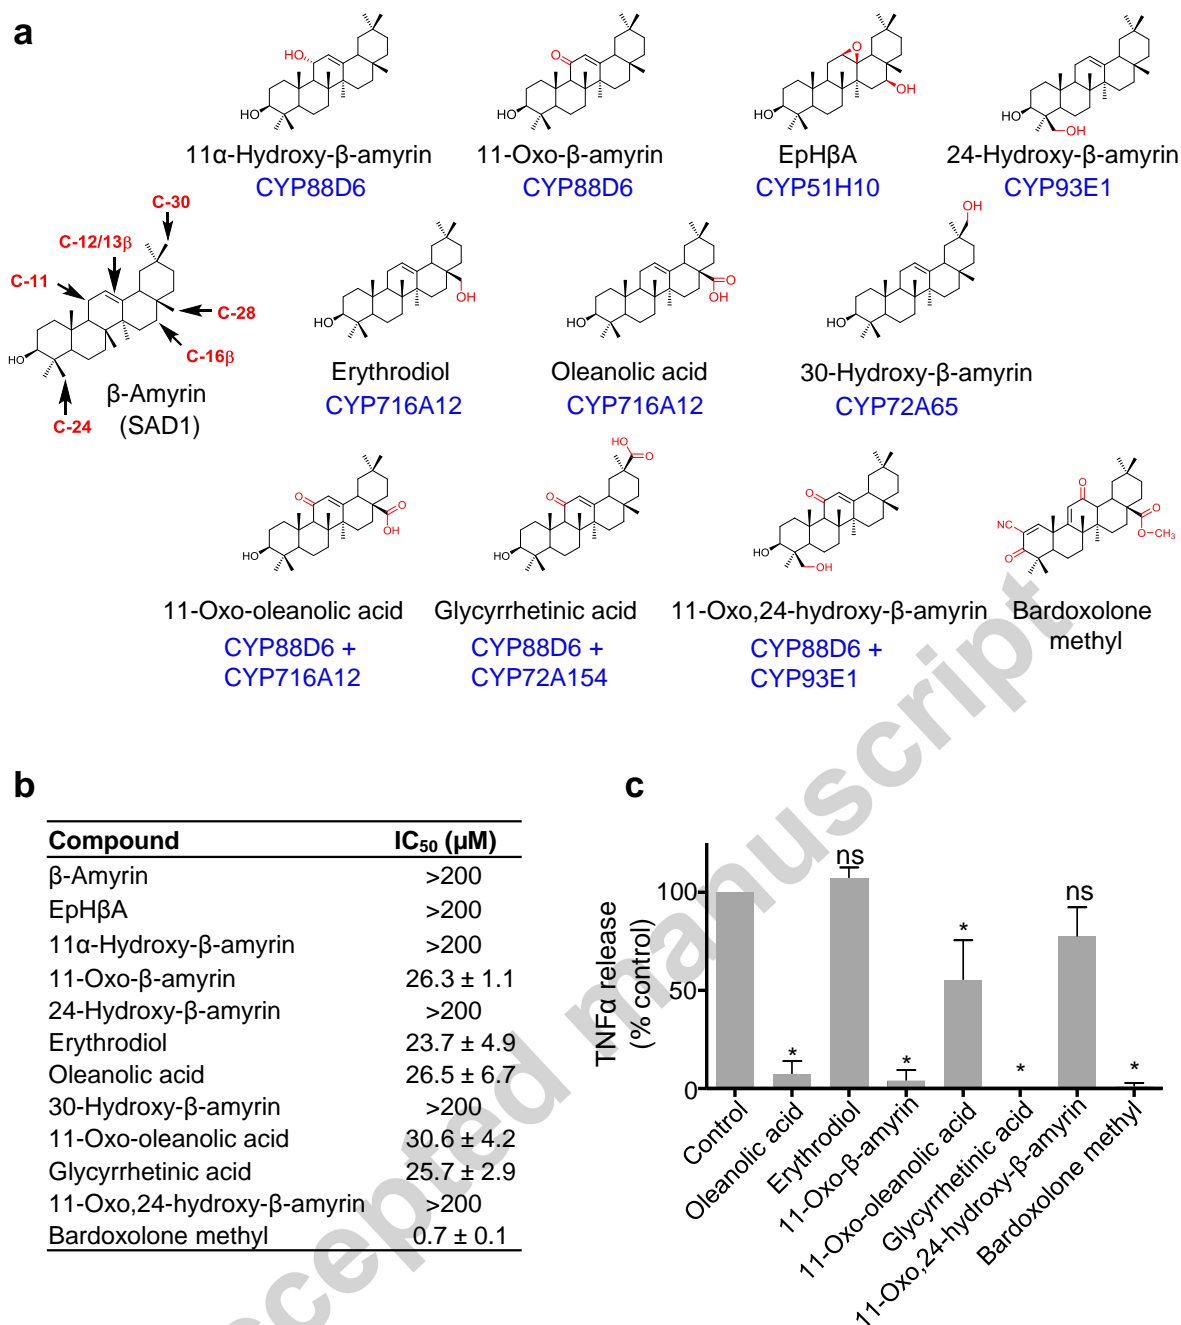 a
HO
HO
11α-Hydroxy-β-amyrin
CYP88D6
O
HO
11-Oxo-β-amyrin
CYP88D6
O
OH
HO
EpHβA
CYP51H10
HO
OH
24-Hydroxy-β-amyrin
CYP93E1
C-30
C-12/13β
C-11
C-28
C-16β
HO
β-Amyrin
(SAD1)
C-24
OH
HO
Erythrodiol
CYP716A12
O
OH
HO
Oleanolic acid
CYP716A12
OH
HO
30-Hydroxy-β-amyrin
CYP72A65
O
O
OH
HO
11-Oxo-oleanolic acid
CYP88D6 +
CYP716A12
HO
O
O
HO
Glycyrrhetinic acid
CYP88D6 +
CYP72A154
O
HO
OH
11-Oxo,24-hydroxy-β-amyrin
CYP88D6 +
CYP93E1
O
NC
O
O
O-CH3
Bardoxolone
methyl
b
Compound IC50 (µM)
β-Amyrin >200
EpHβA >200
11α-Hydroxy-β-amyrin >200
11-Oxo-β-amyrin 26.3 ± 1.1
24-Hydroxy-β-amyrin >200
Erythrodiol 23.7 ± 4.9
Oleanolic acid 26.5 ± 6.7
30-Hydroxy-β-amyrin >200
11-Oxo-oleanolic acid 30.6 ± 4.2
Glycyrrhetinic acid 25.7 ± 2.9
11-Oxo,24-hydroxy-β-amyrin >200
Bardoxolone methyl 0.7 ± 0.1
c
TNFα release
(% control)
100
50
0
*
ns
*
*
*
ns
*
Control
Oleanolic acid
Erythrodiol
11-Oxo-β-amyrin
11-Oxo-oleanolic acid
Glycyrrhetinic acid
11-Oxo,24-hydroxy-β-amyrin
Bardoxolone methyl
ccepted manuscript